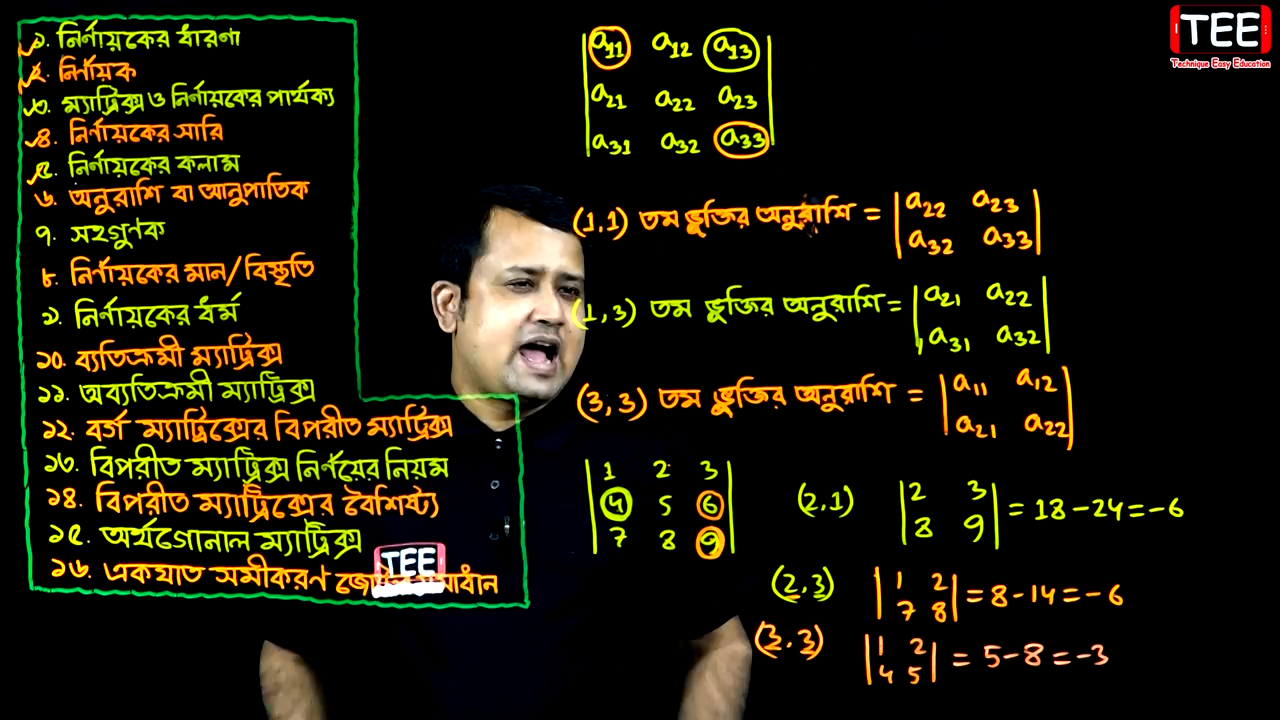 ১. নির্ণায়কের ধারণা
২. নির্ণায়ক
৩. ম্যাট্রিক্স ও নির্ণায়কের পার্থক্য
৪. নির্ণায়কের সারি
৫. নির্ণায়কের কলাম
৬. অনুরাশি বা আনুপাতিক
৭. সহগুণক
৮. নির্ণায়কের মান/বিস্তৃতি
৯. নির্ণায়কের ধর্ম
১০. ব্যতিক্রমী ম্যাট্রিক্স
১১. অব্যতিক্রমী ম্যাট্রিক্স
১২. বর্গ ম্যাট্রিক্সের বিপরীত ম্যাট্রিক্স
১৩. বিপরীত ম্যাট্রিক্স নির্ণয়ের নিয়ম
১৪. বিপরীত ম্যাট্রিক্সের বৈশিষ্ট্য
১৫. অর্থগোনাল ম্যাট্রিক্স
১৬. একঘাত সমীকরণ সমাধান
TEE
a11 a12 a13
a21 a22 a23
a31 a32 a33
(1,1) তম ভুক্তির অনুরাশি = | a22 a23
a32 a33 |
(1,3) তম ভুক্তির অনুরাশি = | a21 a22
a31 a32 |
(3,3) তম ভুক্তির অনুরাশি = | a11 a12
a21 a22 |
1 2 3
4 5 6
7 8 9
(2,1) | 2 3
8 9 | = 18-24=-6
(2,3) | 1 2
7 8 | = 8-14=-6
(3,3) | 1 2
4 5 | = 5-8=-3
TEE
Technique Easy Education